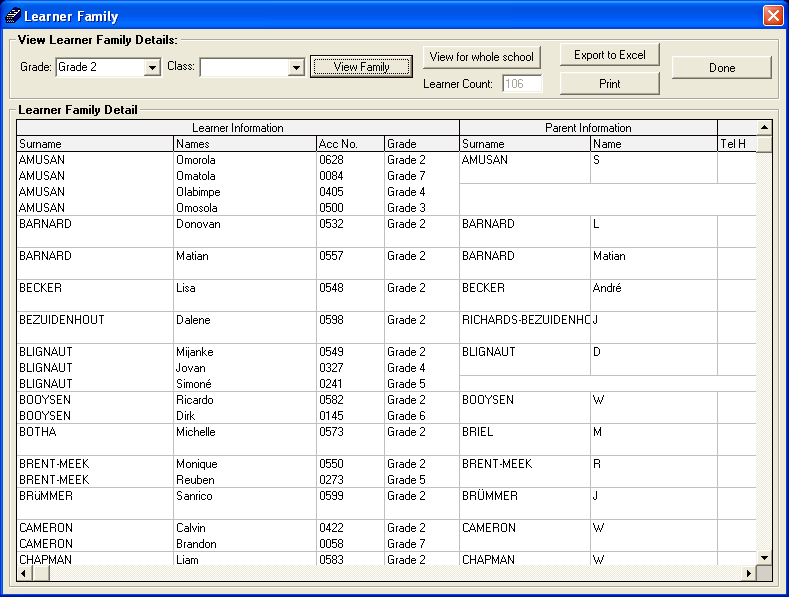 Learner Family
View Learner Family Details:
Grade: Grade 2 Class: View Family View for whole school Export to Excel Done
Learner Count: 106 Print
Learner Family Detail
Learner Information Parent Information
Surname Names Acc No. Grade Surname Name Tel H
AMUSAN Omorola 0628 Grade 2 AMUSAN S
AMUSAN Omatola 0084 Grade 7
AMUSAN Olabimpe 0405 Grade 4
AMUSAN Omosola 0500 Grade 3
BARNARD Donovan 0532 Grade 2 BARNARD L
BARNARD Matian 0557 Grade 2 BARNARD Matian
BECKER Lisa 0548 Grade 2 BECKER André
BEZUIDENHOUT Dalene 0598 Grade 2 RICHARDS-BEZUIDENHO J
BLIGNAUT Mijanke 0549 Grade 2 BLIGNAUT D
BLIGNAUT Jovan 0327 Grade 4
BLIGNAUT Simoné 0241 Grade 5
BOOYSEN Ricardo 0582 Grade 2 BOOYSEN W
BOOYSEN Dirk 0145 Grade 6
BOTHA Michelle 0573 Grade 2 BRIEL M
BRENT-MEEK Monique 0550 Grade 2 BRENT-MEEK R
BRENT-MEEK Reuben 0273 Grade 5
BRüMMER Sanrico 0599 Grade 2 BRÜMMER J
CAMERON Calvin 0422 Grade 2 CAMERON W
CAMERON Brandon 0058 Grade 7
CHAPMAN Liam 0583 Grade 2 CHAPMAN W